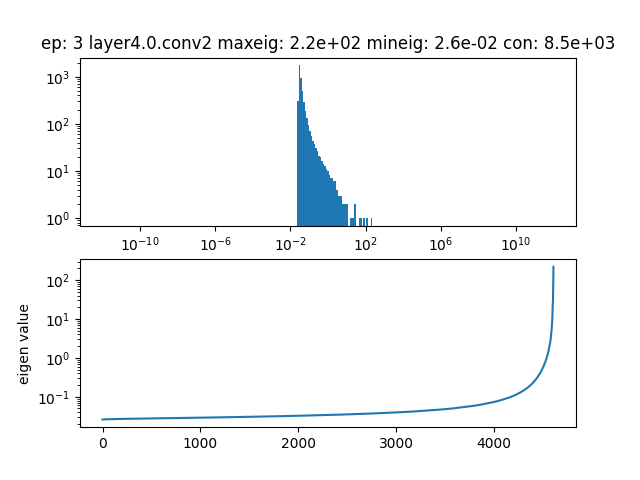 ep: 3 layer4.0.conv2 maxeig: 2.2e+02 mineig: 2.6e-02 con: 8.5e+03
10³
10²
10¹
10⁰
10⁻¹⁰ 10⁻⁶ 10⁻² 10² 10⁶ 10¹⁰
eigen value
10²
10¹
10⁰
10⁻¹
0 1000 2000 3000 4000